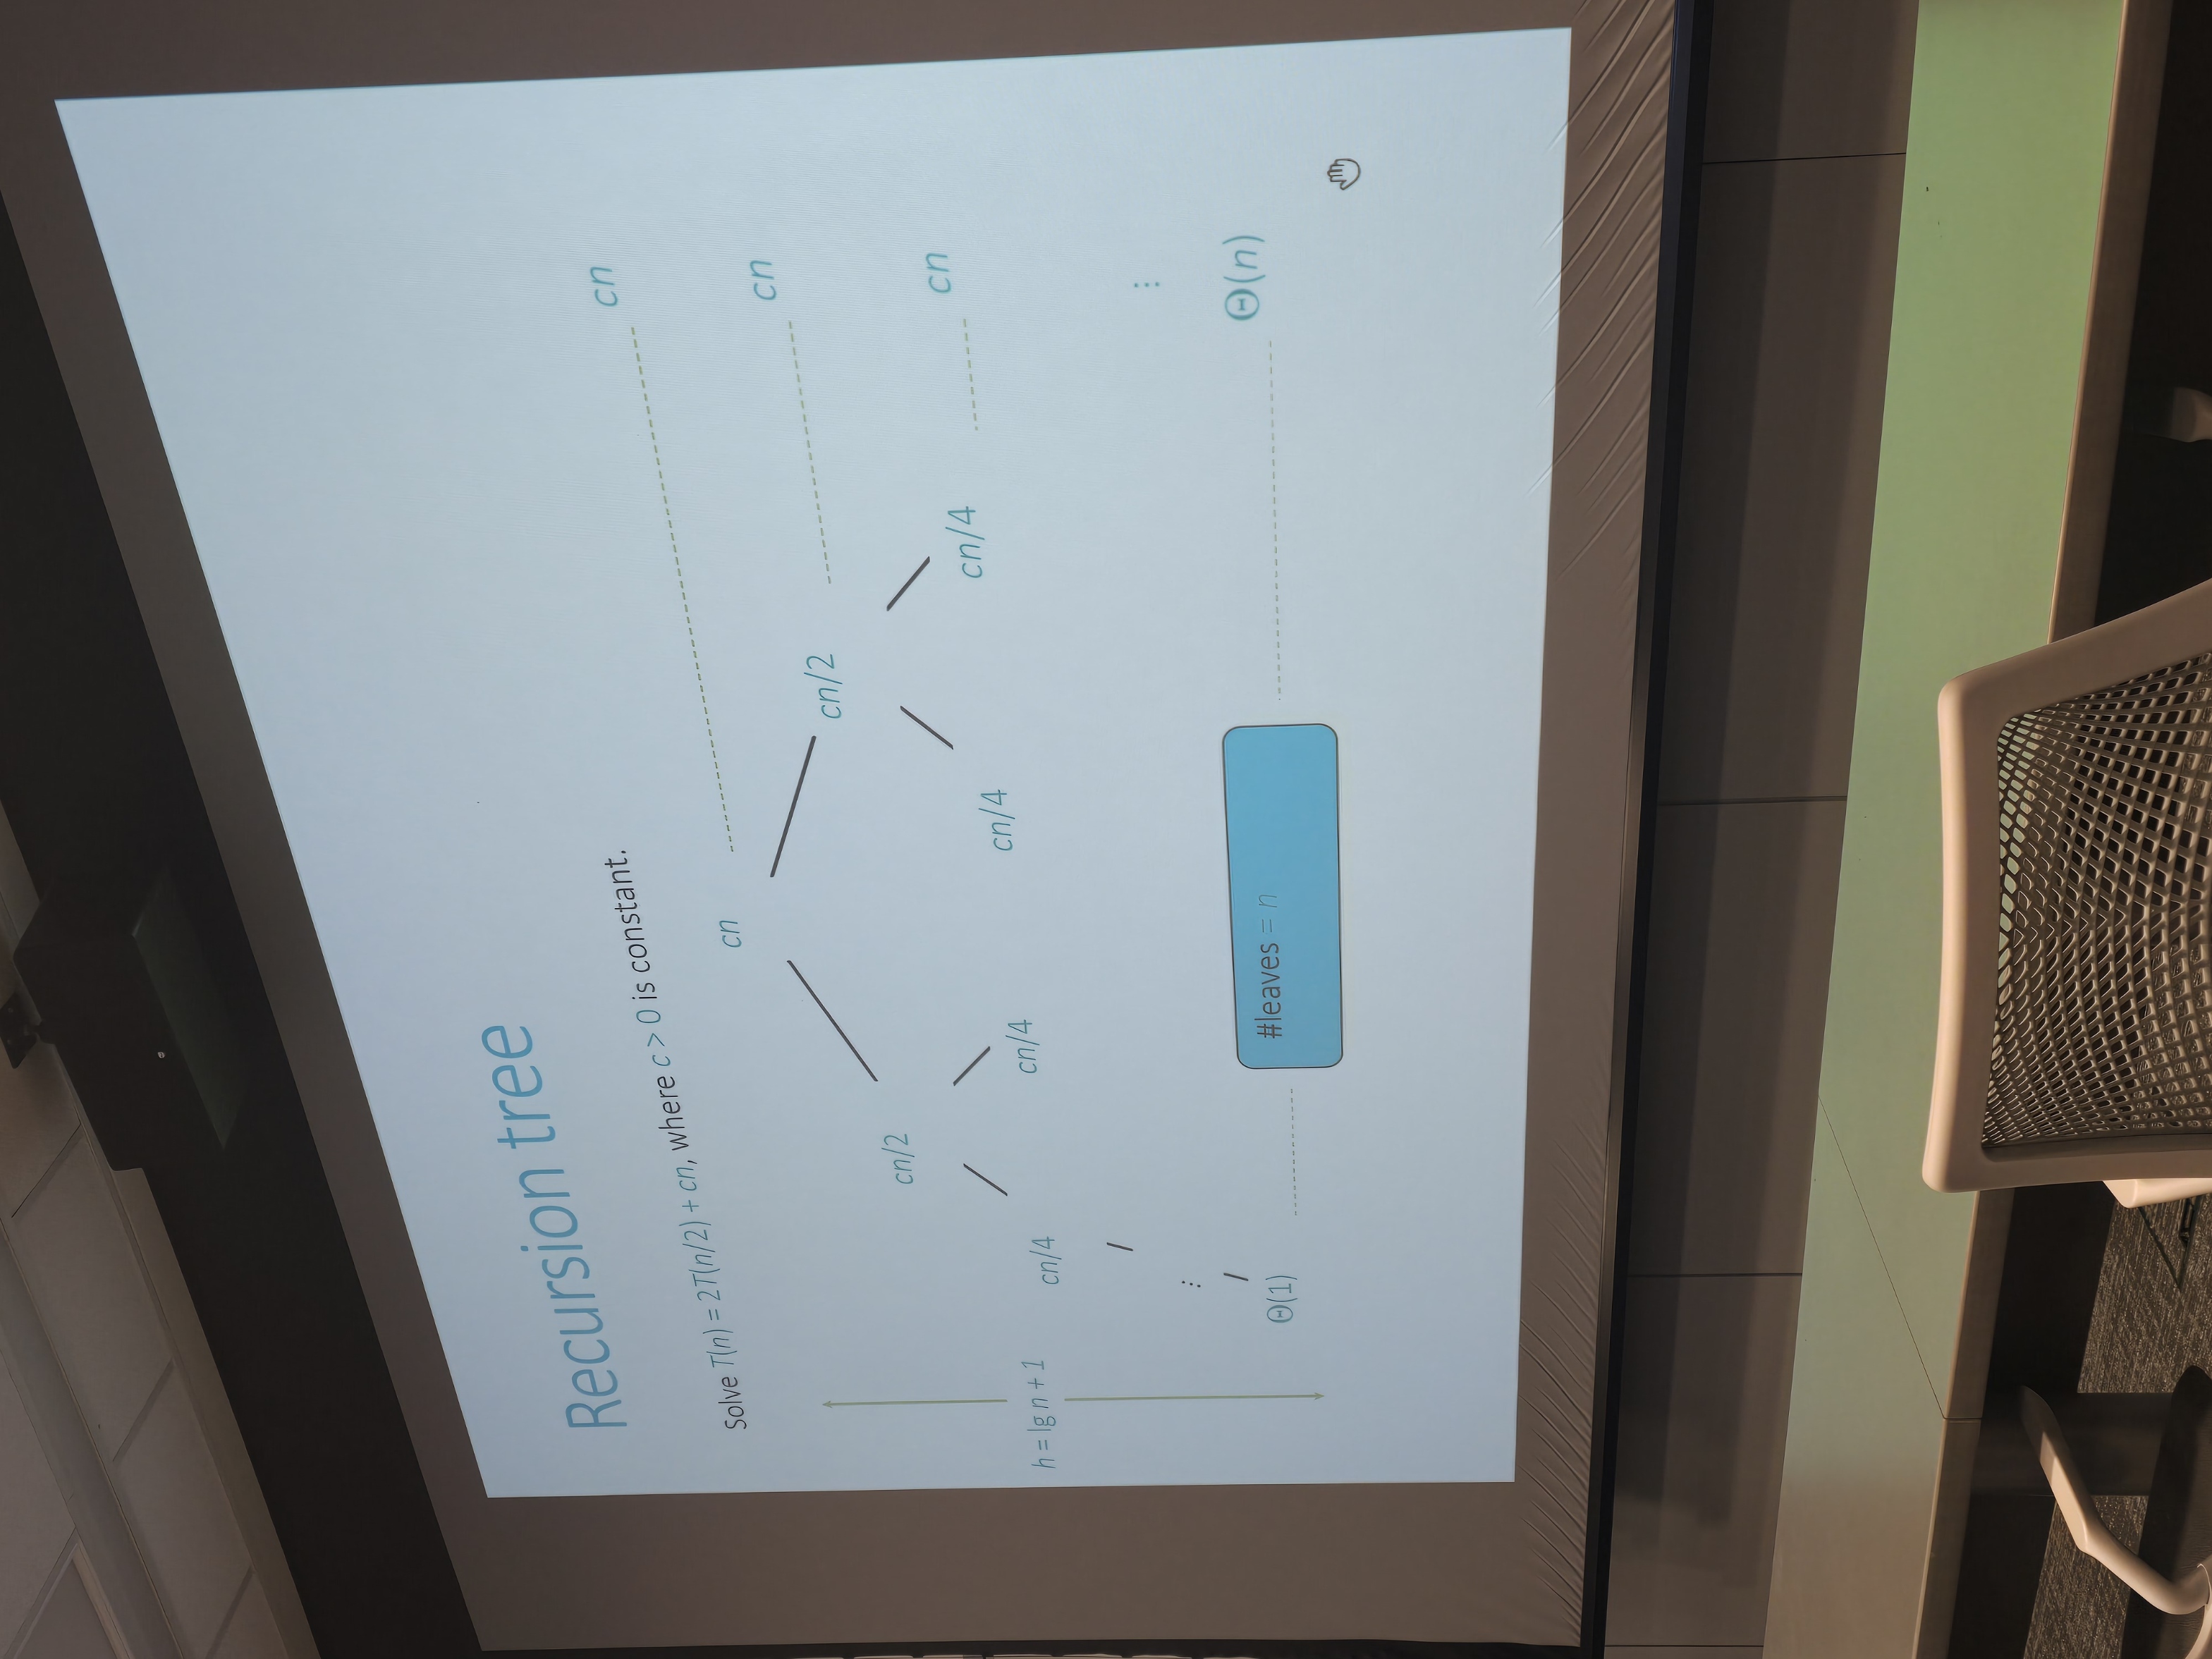 Recursion tree
Solve T(n) = 2T(n/2) + cn, where c > 0 is constant.
cn
cn
cn/2
cn/2
cn
cn/4
cn/4
cn/4
cn/4
cn
h = lg n + 1
⋮
⋮
Θ(1)
#leaves = n
Θ(n)